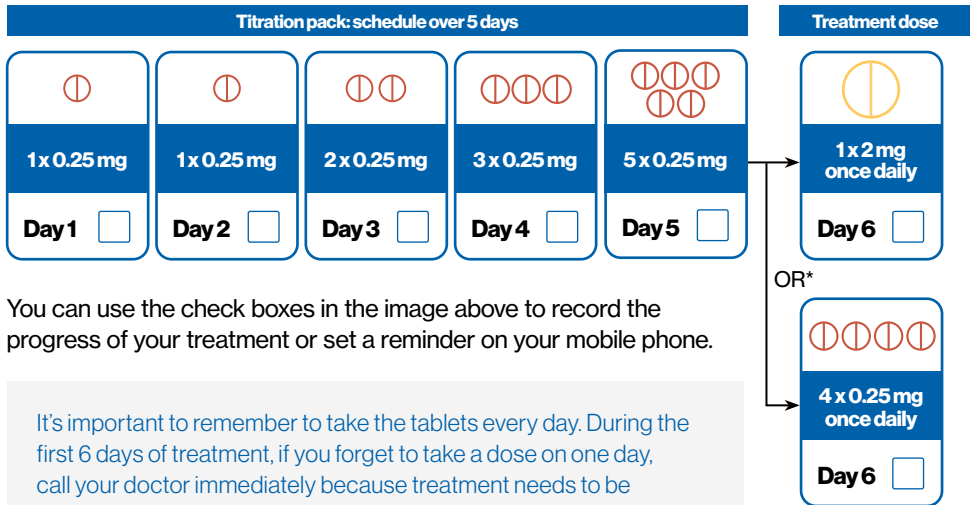 Titration pack: schedule over 5 days
Treatment dose
1 x 0.25 mg
1 x 0.25 mg
2 x 0.25 mg
3 x 0.25 mg
5 x 0.25 mg
1 x 2 mg
once daily
Day 1
Day 2
Day 3
Day 4
Day 5
Day 6
OR*
You can use the check boxes in the image above to record the
progress of your treatment or set a reminder on your mobile phone.
4 x 0.25 mg
once daily
Day 6
It’s important to remember to take the tablets every day. During the
first 6 days of treatment, if you forget to take a dose on one day,
call your doctor immediately because treatment needs to be